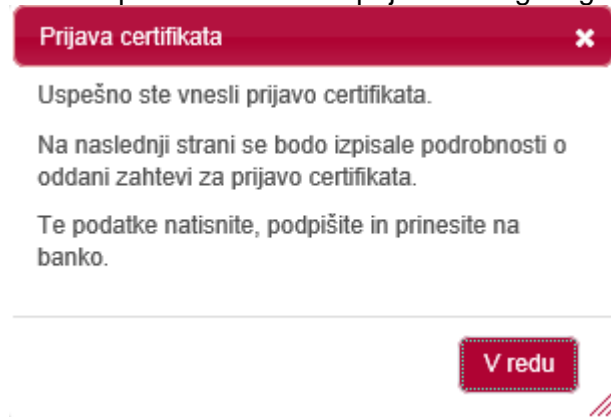 Prijava certifikata
Uspešno ste vnesli prijavo certifikata.
Na naslednji strani se bodo izpisale podrobnosti o
oddani zahtevi za prijavo certifikata.
Te podatke natisnite, podpišite in prinesite na
banko.
V redu